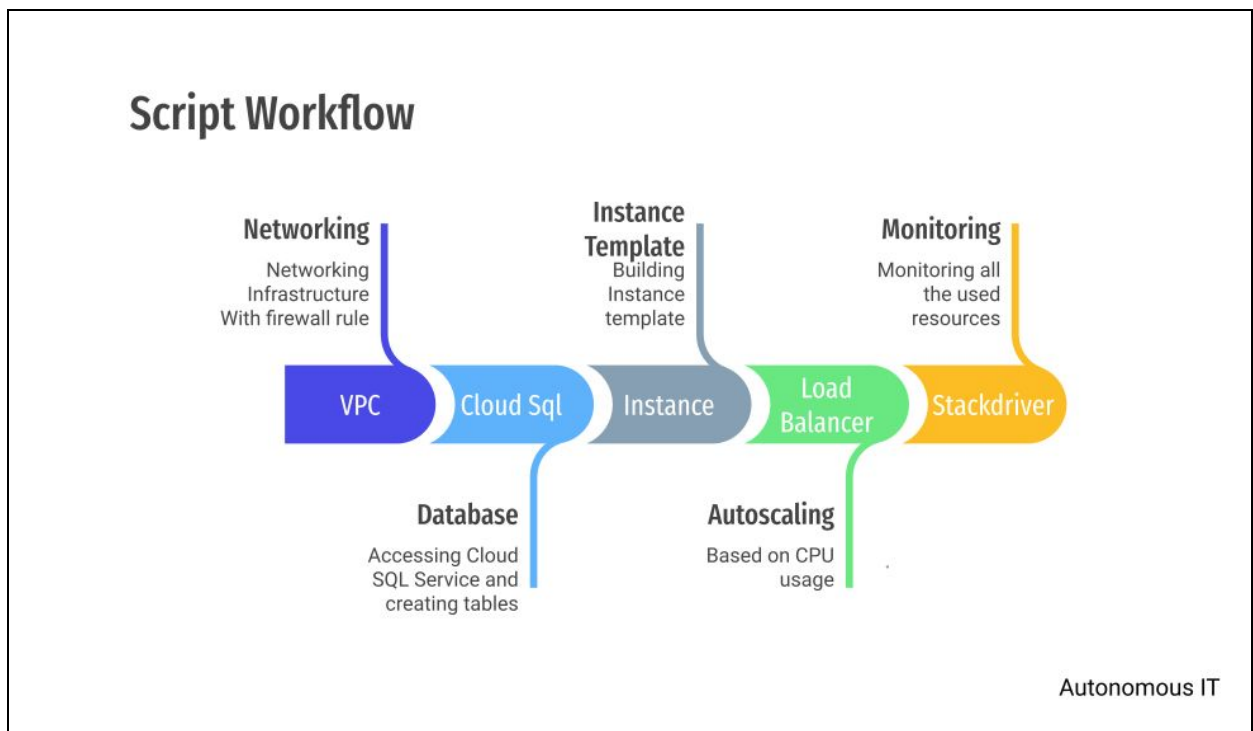 Script Workflow
Networking
Networking
Infrastructure
With firewall rule
Instance
Template
Building
Instance
template
Monitoring
Monitoring all
the used
resources
VPC
Cloud Sql
Instance
Load
Balancer
Stackdriver
Database
Accessing Cloud
SQL Service and
creating tables
Autoscaling
Based on CPU
usage
Autonomous IT